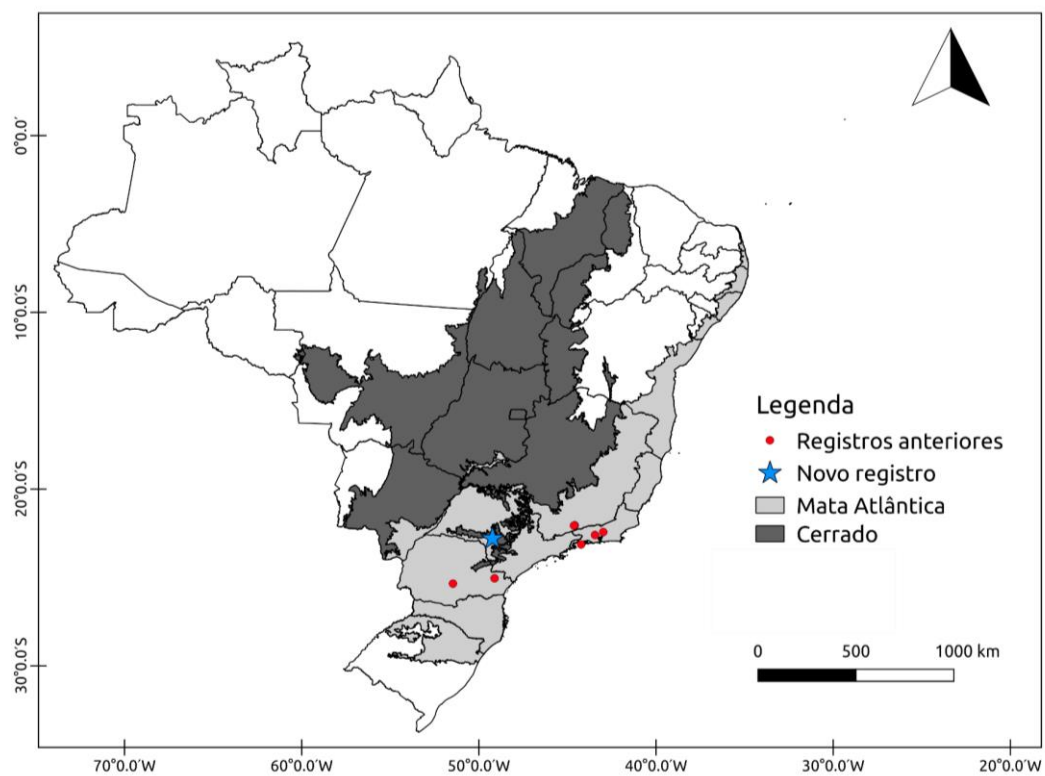 0°0.0'
10°0.0'S
20°0.0'S
30°0.0'S
Legenda
Registros anteriores
Novo registro
Mata Atlântica
Cerrado
0 500 1000 km
70°0.0'W 60°0.0'W 50°0.0'W 40°0.0'W 30°0.0'W 20°0.0'W